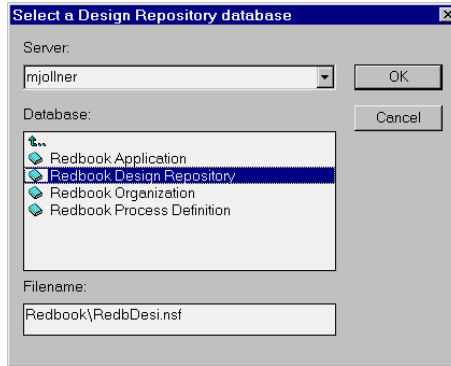 Select a Design Repository database
Server:
mjollner
OK
Database:
Cancel
Redbook Application
Redbook Design Repository
Redbook Organization
Redbook Process Definition
Filename:
Redbook\RedbDesi.nsf